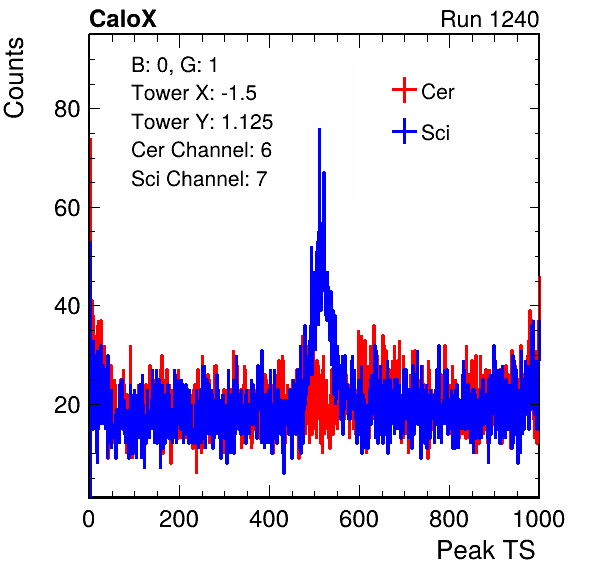 CaloX
Run 1240
Counts
B: 0, G: 1
Tower X: -1.5
Tower Y: 1.125
Cer Channel: 6
Sci Channel: 7
Cer
Sci
80
60
40
20
0
200
400
600
800
1000
Peak TS